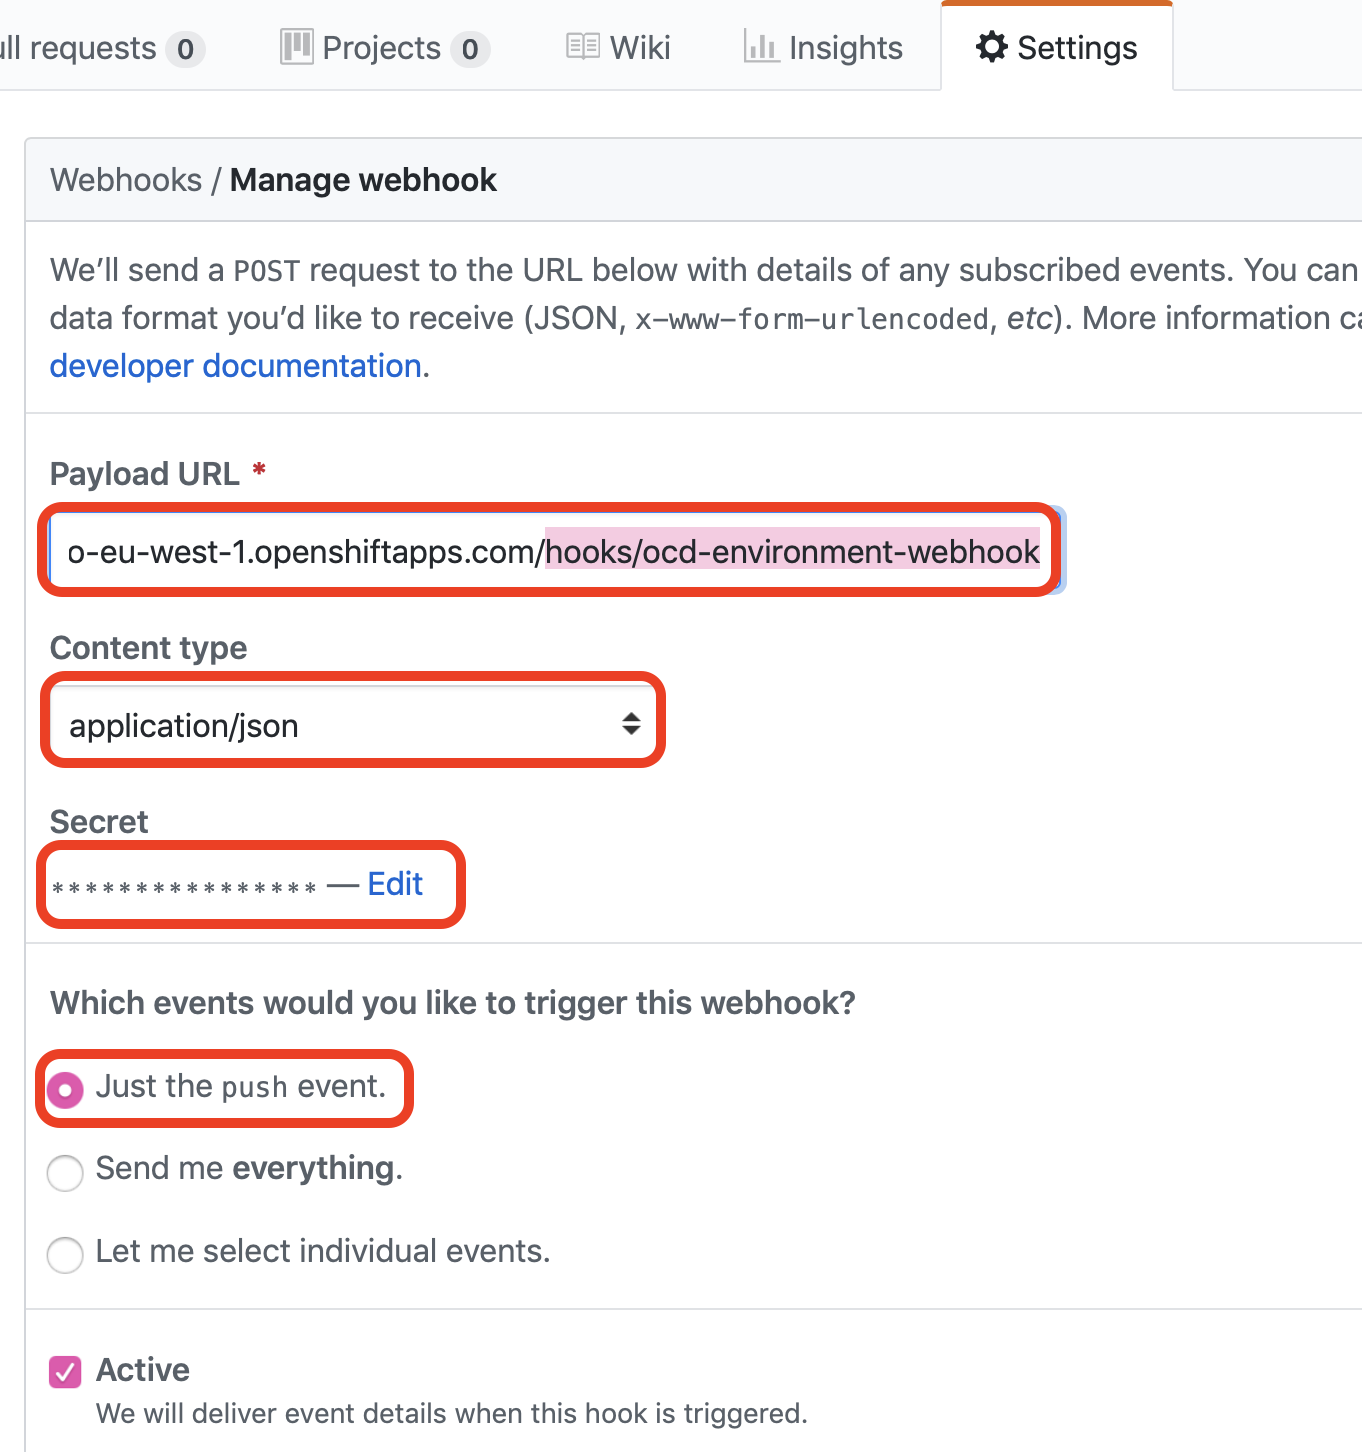 ull requests 0 Projects 0 Wiki Insights Settings
Webhooks / Manage webhook
We’ll send a POST request to the URL below with details of any subscribed events. You can
data format you’d like to receive (JSON, x-www-form-urlencoded, etc). More information ca
developer documentation.
Payload URL *
o-eu-west-1.openshiftapps.com/hooks/ocd-environment-webhook
Content type
application/json
Secret
**************** — Edit
Which events would you like to trigger this webhook?
Just the push event.
Send me everything.
Let me select individual events.
Active
We will deliver event details when this hook is triggered.